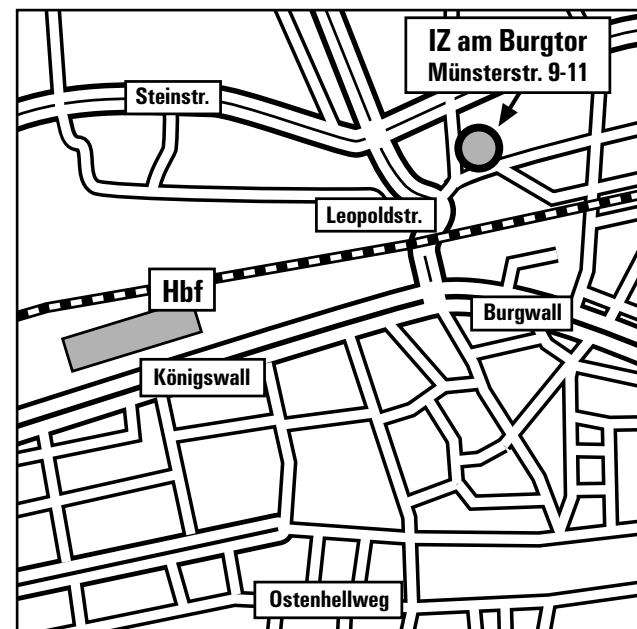 IZ am Burgtor
Münsterstr. 9-11
Steinstr.
Leopoldstr.
Hbf
Burgwall
Königswall
Ostenhellweg